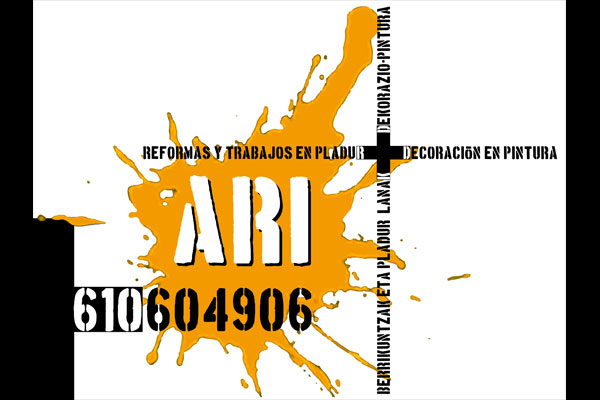 REFORMAS Y TRABAJOS EN PLADUR + DECORACIÓN EN PINTURA
ARI
610604906
BERRIKUNTZAK ETA PLADUR LANAK + DEKORAZIO-PINTURA